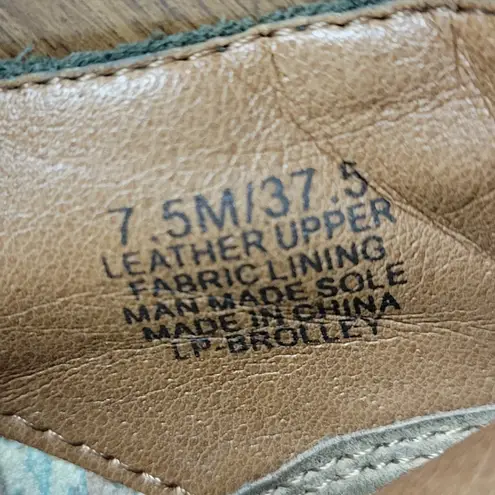 7.5M/37.5
LEATHER UPPER
FABRIC LINING
MAN MADE SOLE
MADE IN CHINA
LP-BROLLEY